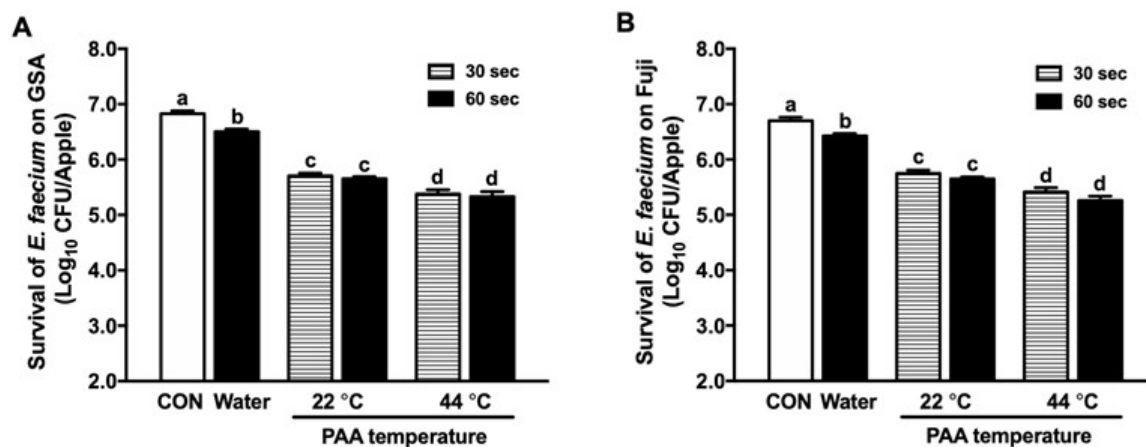 A
Survival of E. faecium on GSA
(Log10 CFU/Apple)
8.0
7.0
6.0
5.0
4.0
3.0
2.0
a
b
c
c
d
d
30 sec
60 sec
CON Water 22 °C 44 °C
PAA temperature
B
Survival of E. faecium on Fuji
(Log10 CFU/Apple)
8.0
7.0
6.0
5.0
4.0
3.0
2.0
a
b
c
c
d
d
30 sec
60 sec
CON Water 22 °C 44 °C
PAA temperature